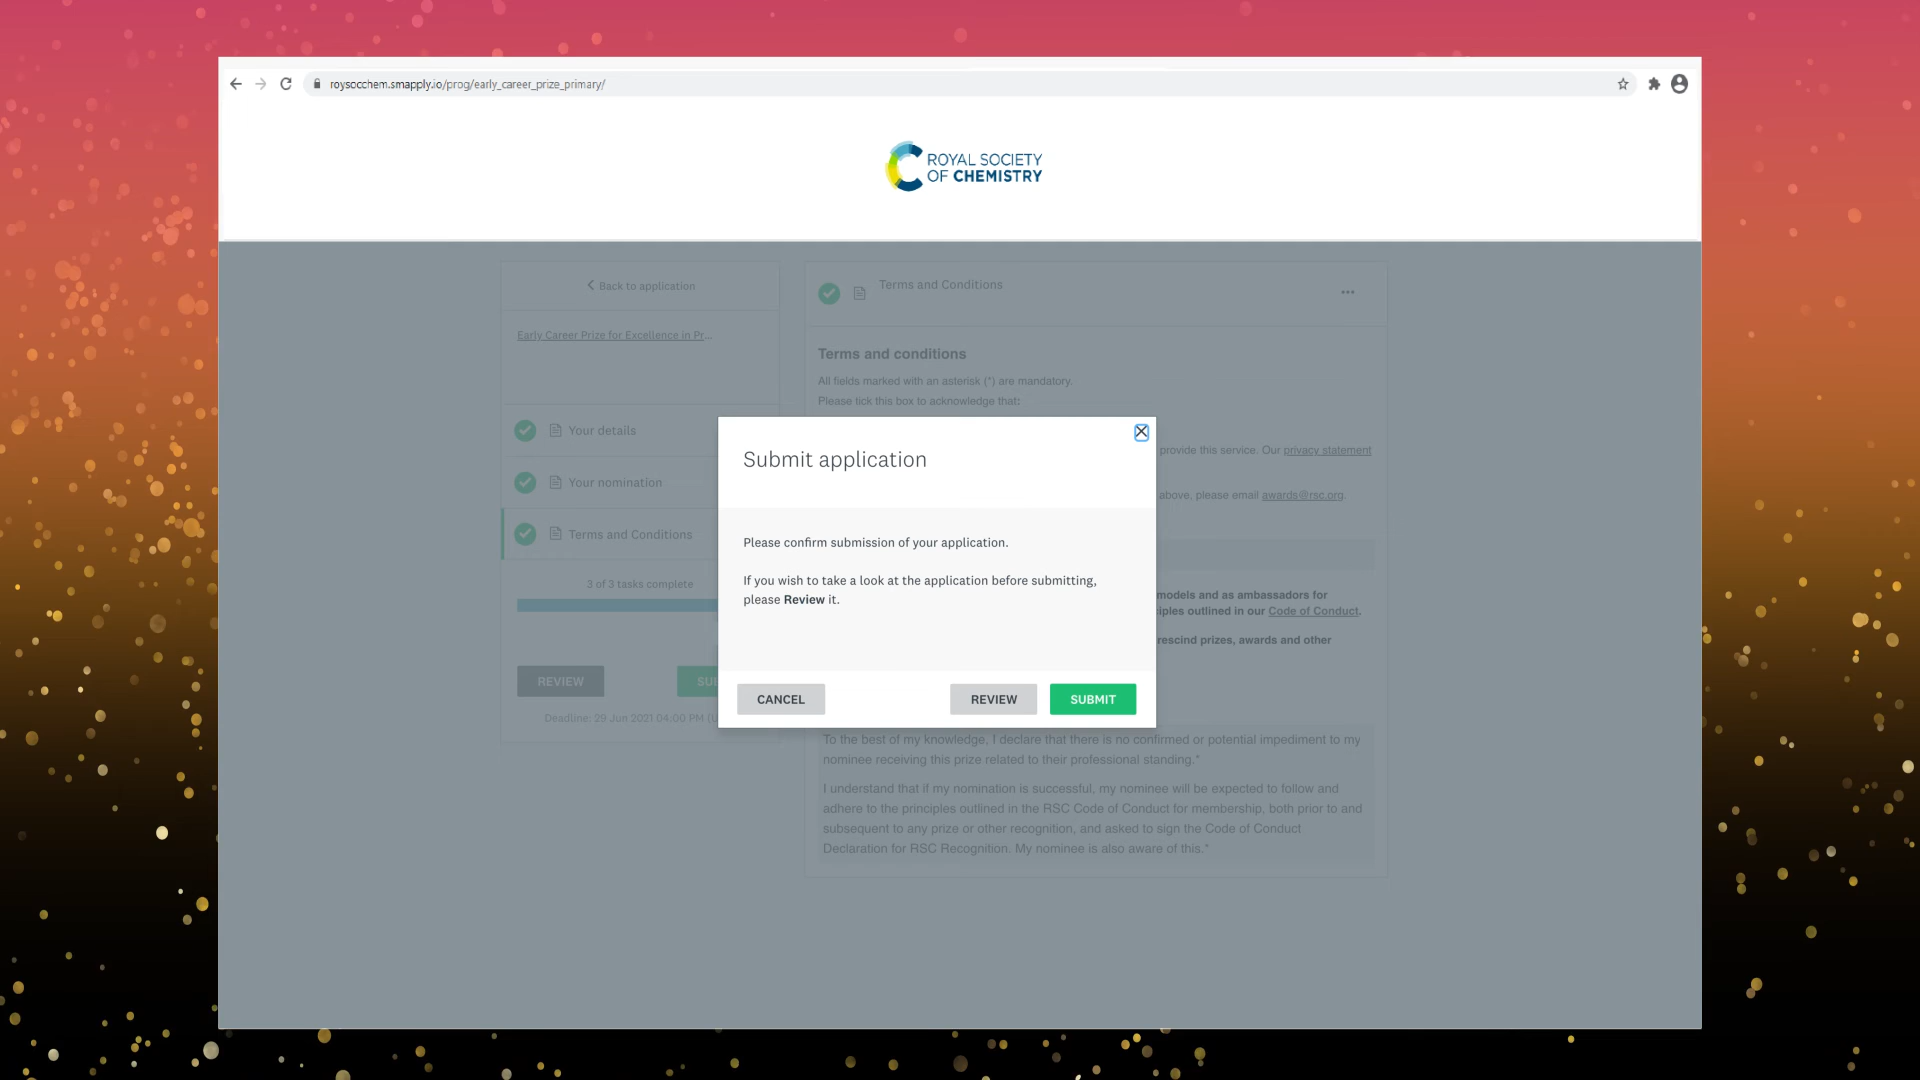 roysocchem.smapply.io/prog/early_career_prize_primary/
ROYAL SOCIETY
OF CHEMISTRY
Back to application
Early Career Prize for Excellence in Pr...
Your details
Your nomination
Terms and Conditions
3 of 3 tasks complete
REVIEW
SU
Deadline: 29 Jun 2021 04:00 PM (
Terms and Conditions
Terms and conditions
All fields marked with an asterisk (*) are mandatory.
Please tick this box to acknowledge that:
provide this service. Our privacy statement
above, please email awards@rsc.org.
models and as ambassadors for
iples outlined in our Code of Conduct.
rescind prizes, awards and other
To the best of my knowledge, I declare that there is no confirmed or potential impediment to my
nominee receiving this prize related to their professional standing.*
I understand that if my nomination is successful, my nominee will be expected to follow and
adhere to the principles outlined in the RSC Code of Conduct for membership, both prior to and
subsequent to any prize or other recognition, and asked to sign the Code of Conduct
Declaration for RSC Recognition. My nominee is also aware of this.*
Submit application
Please confirm submission of your application.
If you wish to take a look at the application before submitting,
please Review it.
CANCEL
REVIEW
SUBMIT